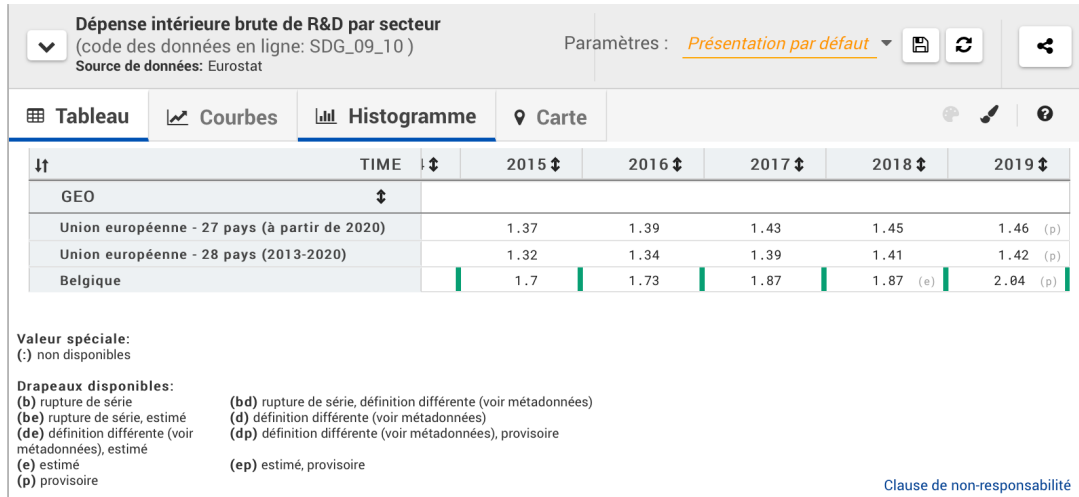 Dépense intérieure brute de R&D par secteur
(code des données en ligne: SDG_09_10 )
Source de données: Eurostat
Paramètres : Présentation par défaut
Tableau Courbes Histogramme Carte
TIME 2015 2016 2017 2018 2019
GEO
Union européenne - 27 pays (à partir de 2020) 1.37 1.39 1.43 1.45 1.46 (p)
Union européenne - 28 pays (2013-2020) 1.32 1.34 1.39 1.41 1.42 (p)
Belgique 1.7 1.73 1.87 1.87 (e) 2.04 (p)
Valeur spéciale:
(:) non disponibles
Drapeaux disponibles:
(b) rupture de série (bd) rupture de série, définition différente (voir métadonnées)
(be) rupture de série, estimé (d) définition différente (voir métadonnées)
(de) définition différente (voir (dp) définition différente (voir métadonnées), provisoire
métadonnées), estimé
(e) estimé (ep) estimé, provisoire
(p) provisoire
Clause de non-responsabilité